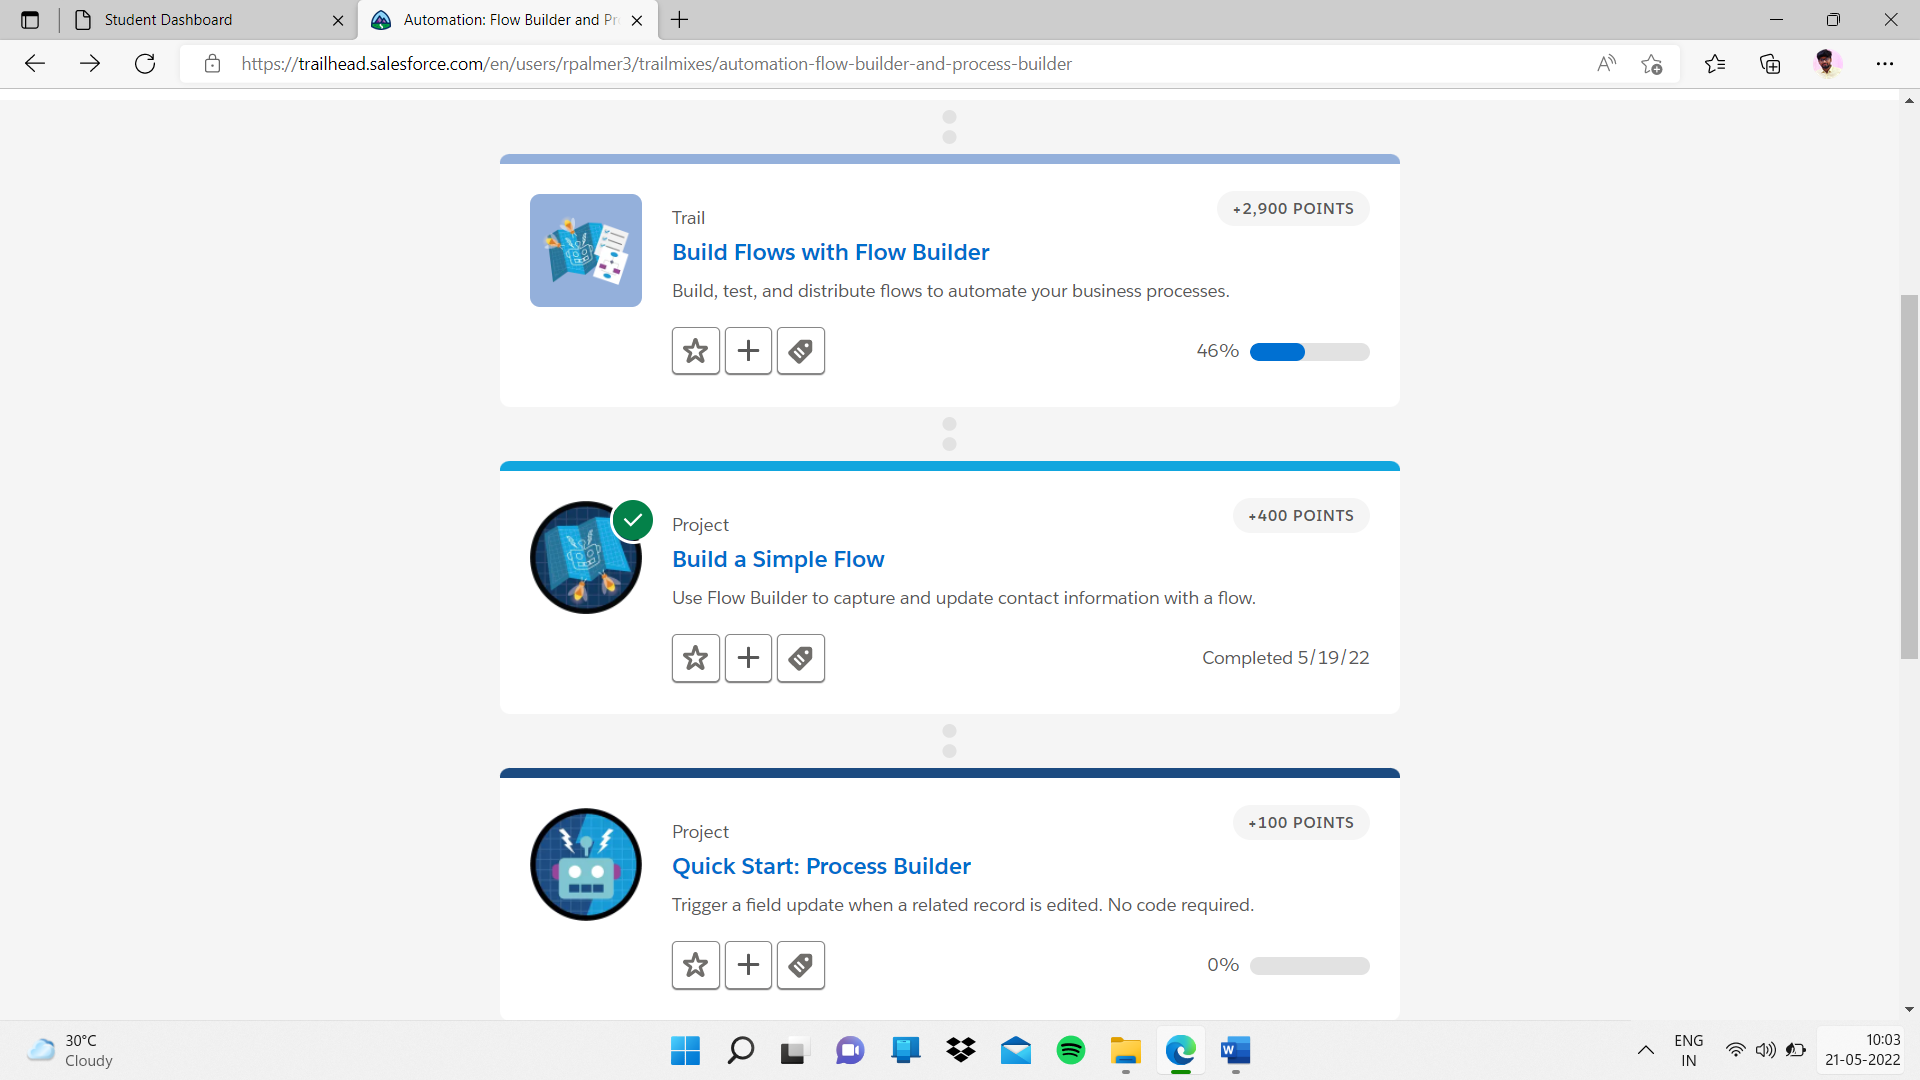 Student Dashboard
Automation: Flow Builder and Pr
https://trailhead.salesforce.com/en/users/rpalmer3/trailmixes/automation-flow-builder-and-process-builder
+2,900 POINTS
Trail
Build Flows with Flow Builder
Build, test, and distribute flows to automate your business processes.
46%
+400 POINTS
Project
Build a Simple Flow
Use Flow Builder to capture and update contact information with a flow.
Completed 5/19/22
+100 POINTS
Project
Quick Start: Process Builder
Trigger a field update when a related record is edited. No code required.
0%
30°C
Cloudy
ENG
IN
10:03
21-05-2022